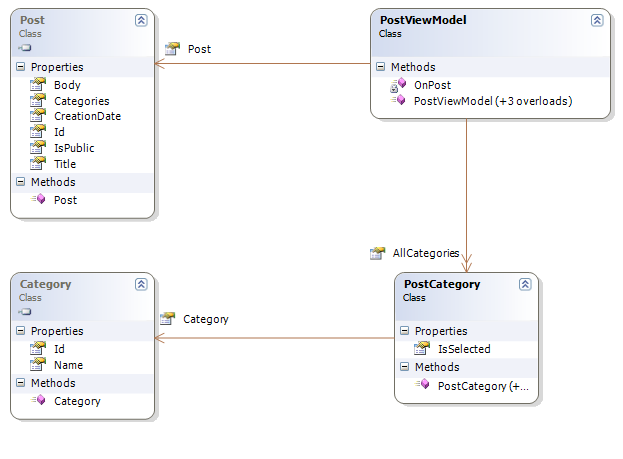 Post
Class
Properties
Body
Categories
CreationDate
Id
IsPublic
Title
Methods
Post
Post
PostViewModel
Class
Methods
OnPost
PostViewModel (+3 overloads)
AllCategories
Category
Class
Properties
Id
Name
Methods
Category
Category
PostCategory
Class
Properties
IsSelected
Methods
PostCategory (+...